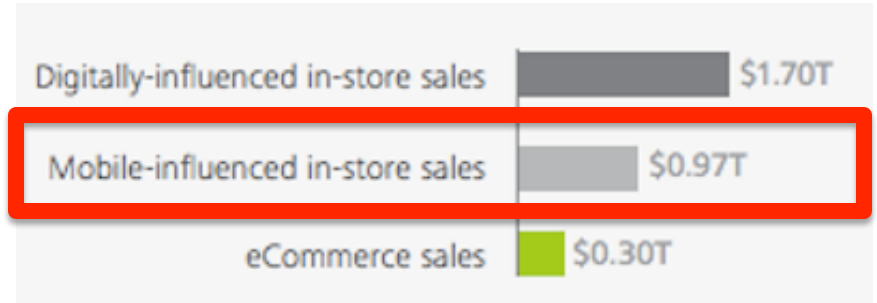 Digitally-influenced in-store sales $1.70T
Mobile-influenced in-store sales $0.97T
eCommerce sales $0.30T